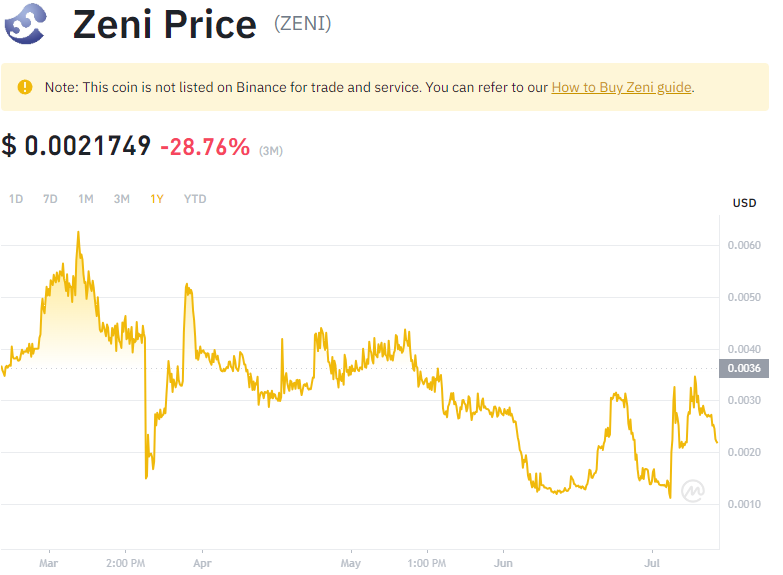 Zeni Price (ZENI)
Note: This coin is not listed on Binance for trade and service. You can refer to our How to Buy Zeni guide.
$ 0.0021749 -28.76% (3M)
1D 7D 1M 3M 1Y YTD
USD
0.0060
0.0050
0.0040
0.0036
0.0030
0.0020
0.0010
Mar 2:00 PM Apr May 1:00 PM Jun Jul